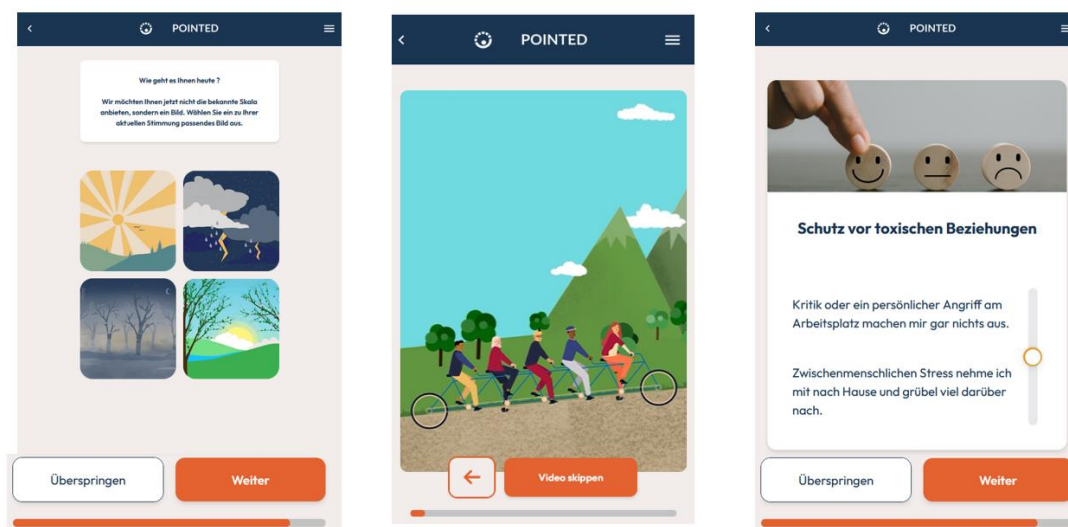 POINTED
Wie geht es Ihnen heute ?
Wir möchten Ihnen jetzt nicht die bekannte Skala
anbieten, sondern ein Bild. Wählen Sie ein zu Ihrer
aktuellen Stimmung passendes Bild aus.
Überspringen
Weiter
POINTED
Video skippen
POINTED
Schutz vor toxischen Beziehungen
Kritik oder ein persönlicher Angriff am
Arbeitsplatz machen mir gar nichts aus.
Zwischenmenschlichen Stress nehme ich
mit nach Hause und grübel viel darüber
nach.
Überspringen
Weiter